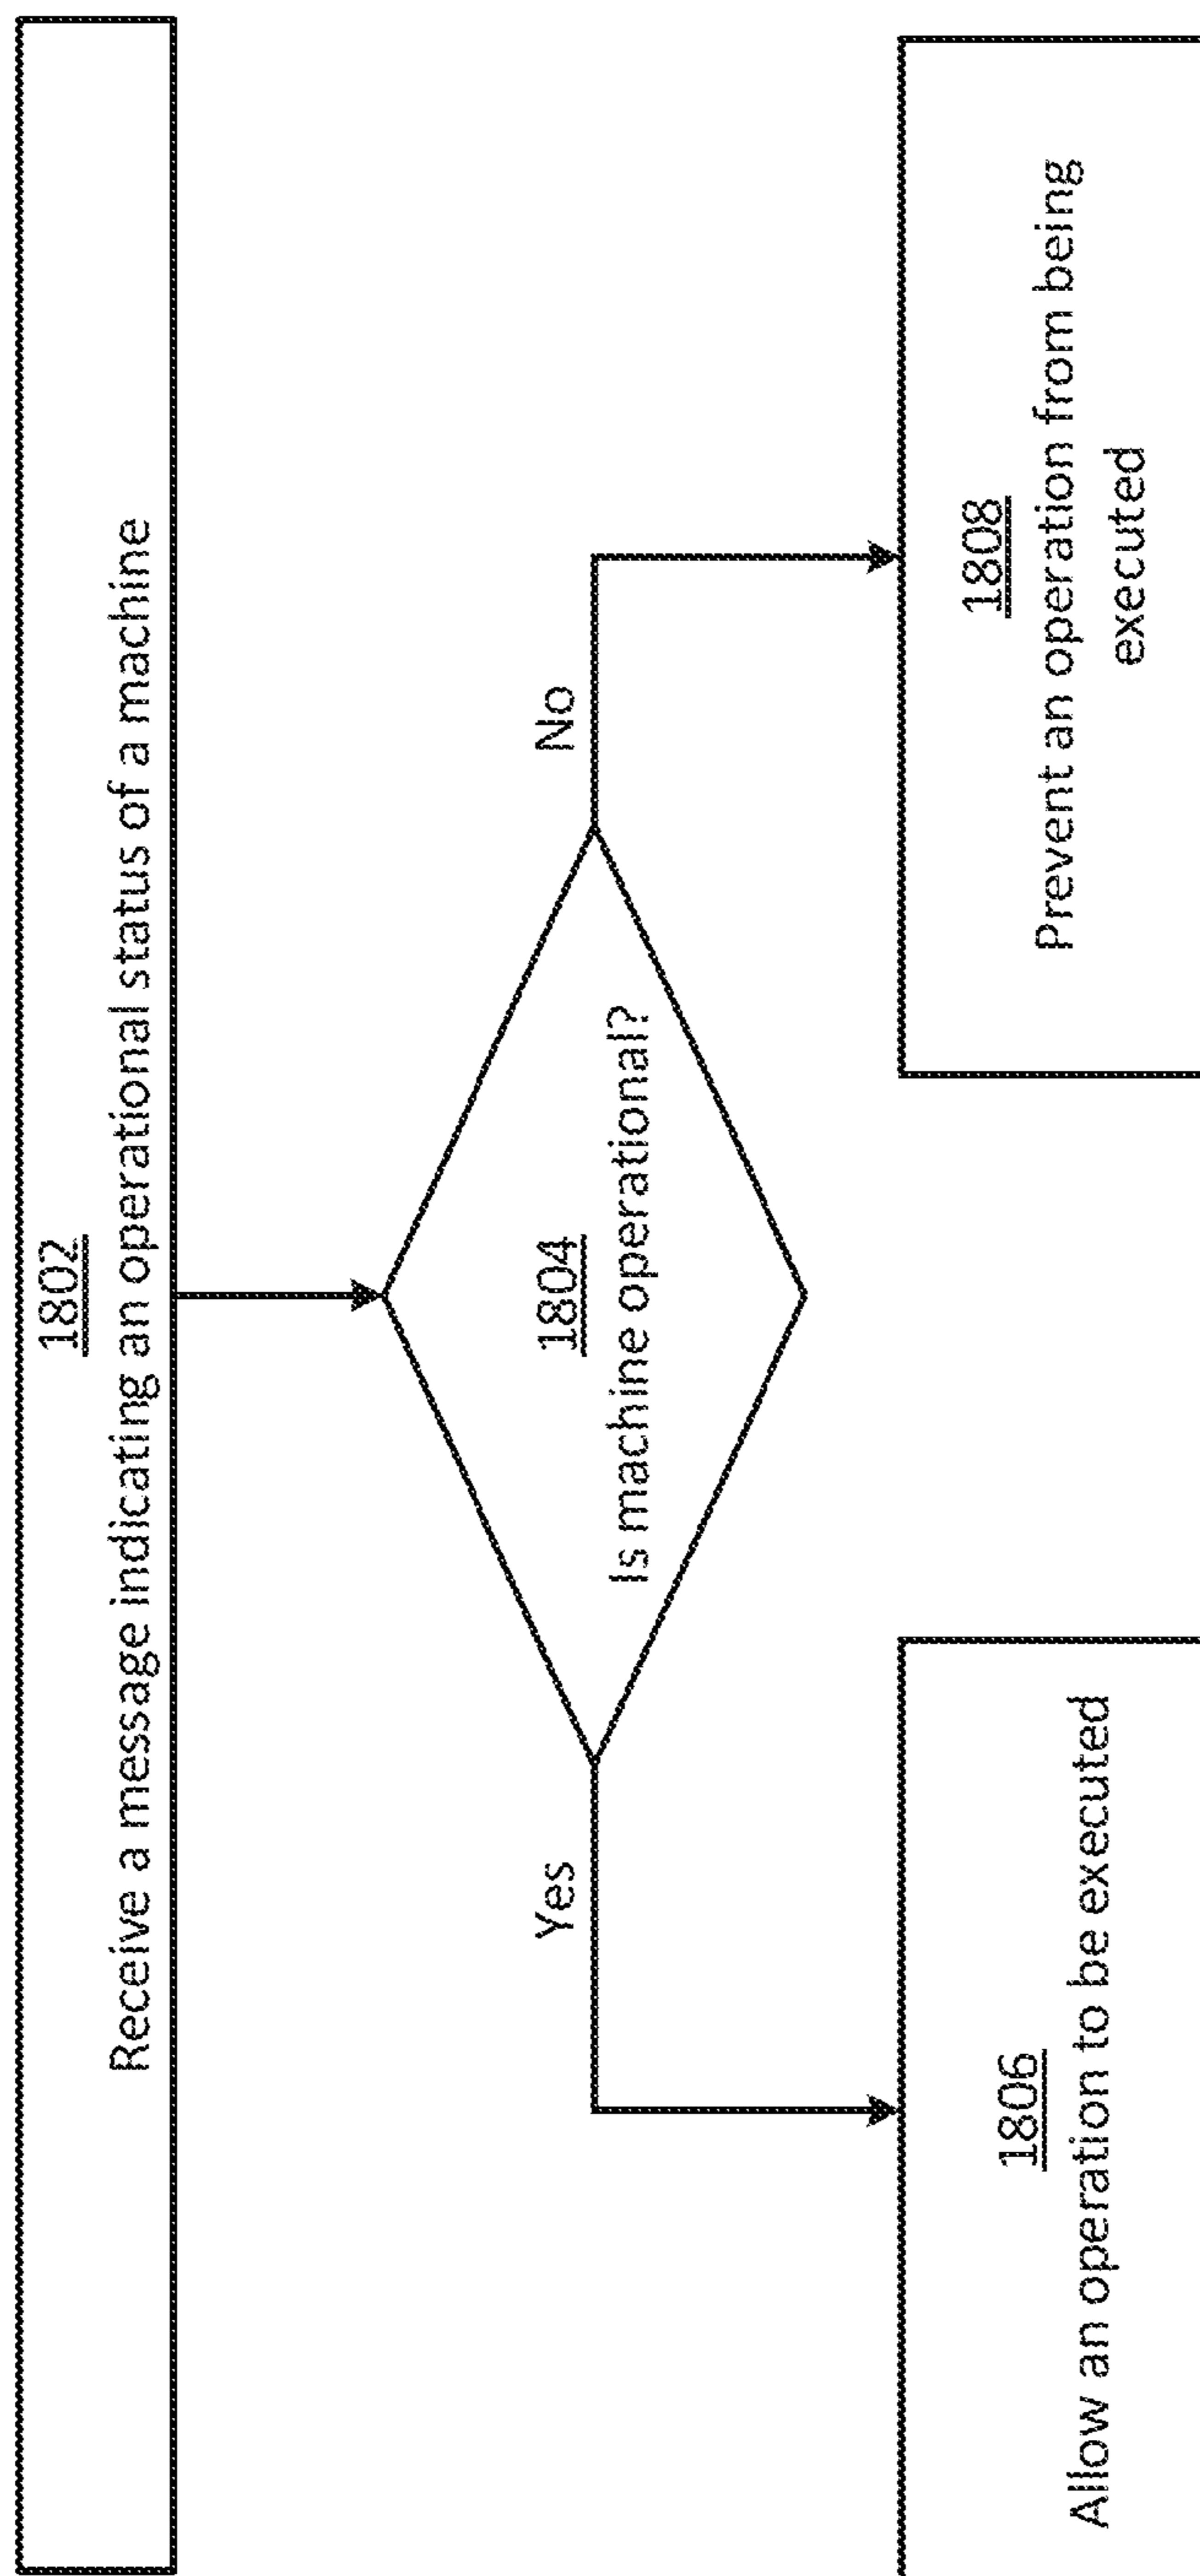 1802
Receive a message indicating an operational status of a machine
1804
Is machine operational?
Yes
No
1806
Allow an operation to be executed
1808
Prevent an operation from being
executed